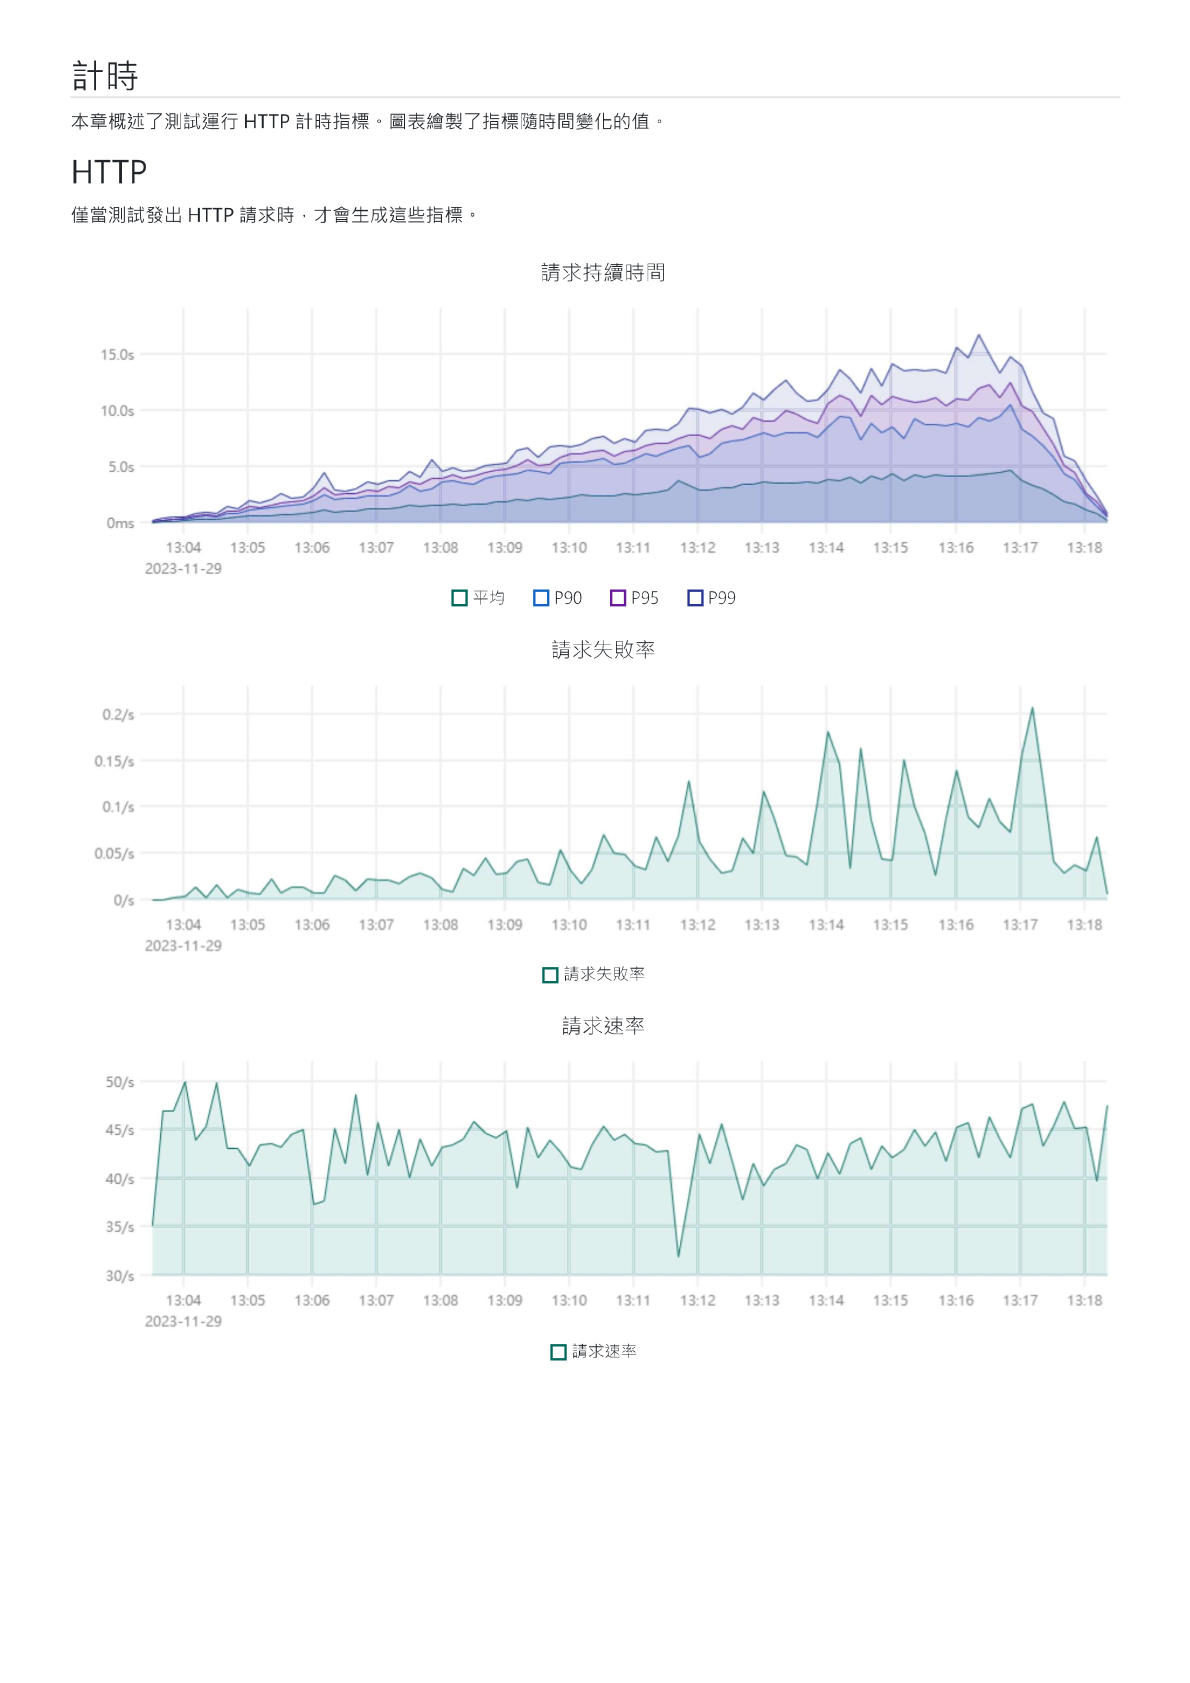 計時
本章概述了測試運行 HTTP 計時指標。圖表繪製了指標隨時間變化的值。
HTTP
僅當測試發出 HTTP 請求時，才會生成這些指標。
請求持續時間
15.0s
10.0s
5.0s
0ms
13:04 13:05 13:06 13:07 13:08 13:09 13:10 13:11 13:12 13:13 13:14 13:15 13:16 13:17 13:18
2023-11-29
平均 P90 P95 P99
請求失敗率
0.2/s
0.15/s
0.1/s
0.05/s
0/s
13:04 13:05 13:06 13:07 13:08 13:09 13:10 13:11 13:12 13:13 13:14 13:15 13:16 13:17 13:18
2023-11-29
請求失敗率
請求速率
50/s
45/s
40/s
35/s
30/s
13:04 13:05 13:06 13:07 13:08 13:09 13:10 13:11 13:12 13:13 13:14 13:15 13:16 13:17 13:18
2023-11-29
請求速率